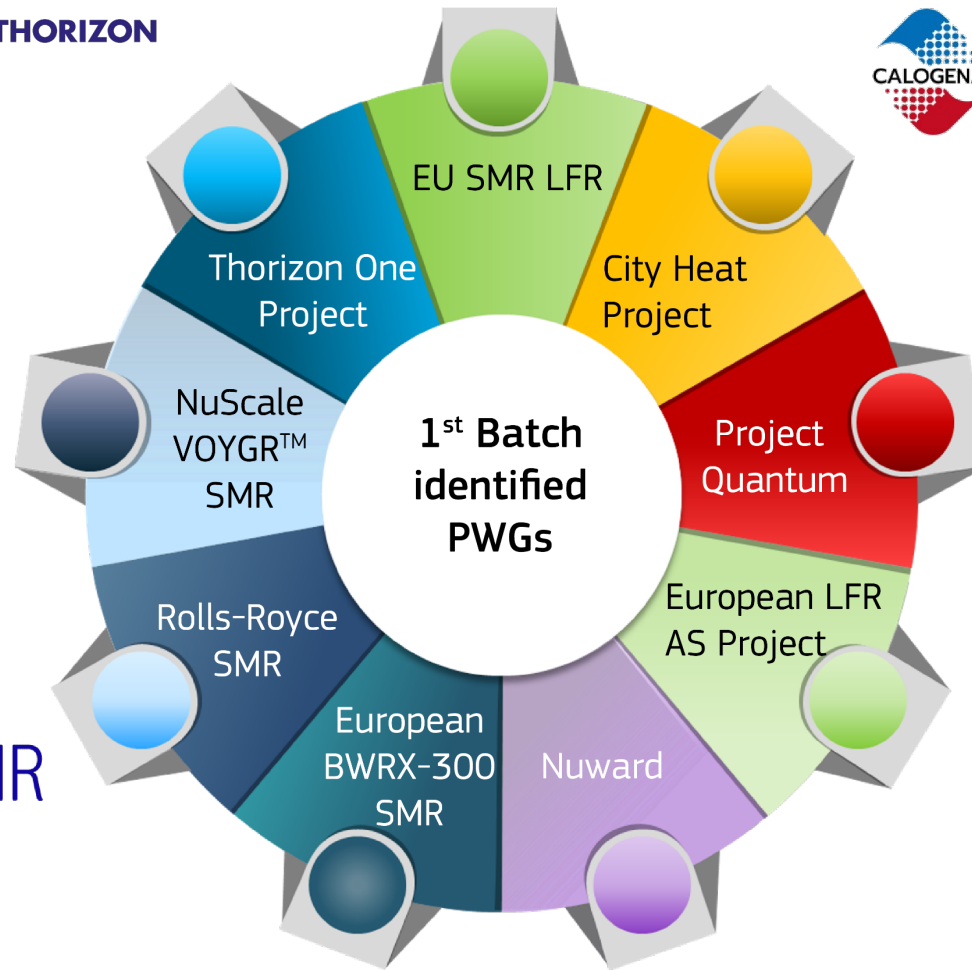 THORIZON
CALOGENA
EU SMR LFR
Thorizon One
Project
City Heat
Project
NuScale
VOYGR™
SMR
1st Batch
identified
PWGs
Project
Quantum
Rolls-Royce
SMR
European LFR
AS Project
European
BWRX-300
SMR
Nuward